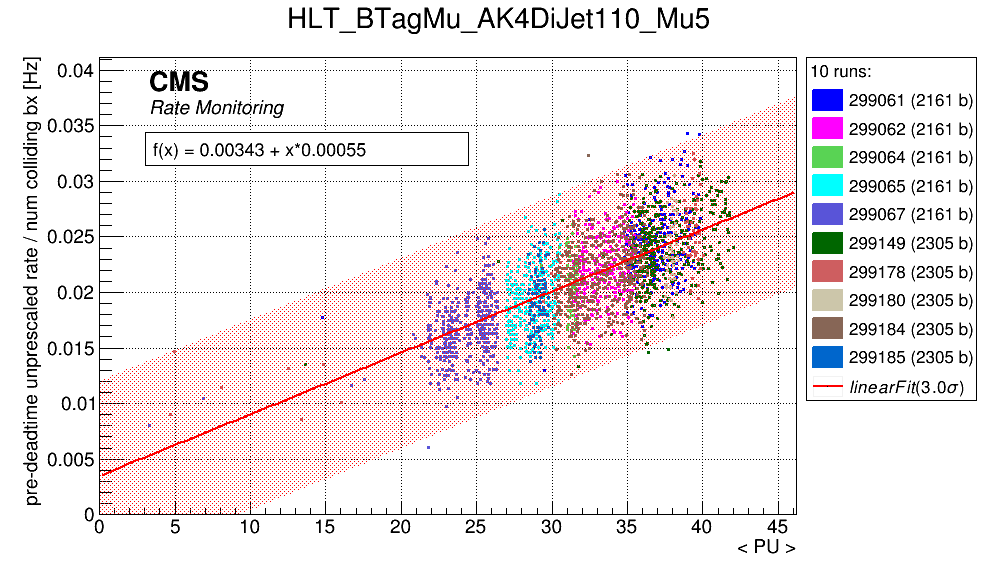 HLT_BTagMu_AK4DiJet110_Mu5
pre-deadtime unprescaled rate / num colliding bx [Hz]
0.04
0.035
0.03
0.025
0.02
0.015
0.01
0.005
0
CMS
Rate Monitoring
f(x) = 0.00343 + x*0.00055
0 5 10 15 20 25 30 35 40 45
< PU >
10 runs:
299061 (2161 b)
299062 (2161 b)
299064 (2161 b)
299065 (2161 b)
299067 (2161 b)
299149 (2305 b)
299178 (2305 b)
299180 (2305 b)
299184 (2305 b)
299185 (2305 b)
linearFit(3.0σ)